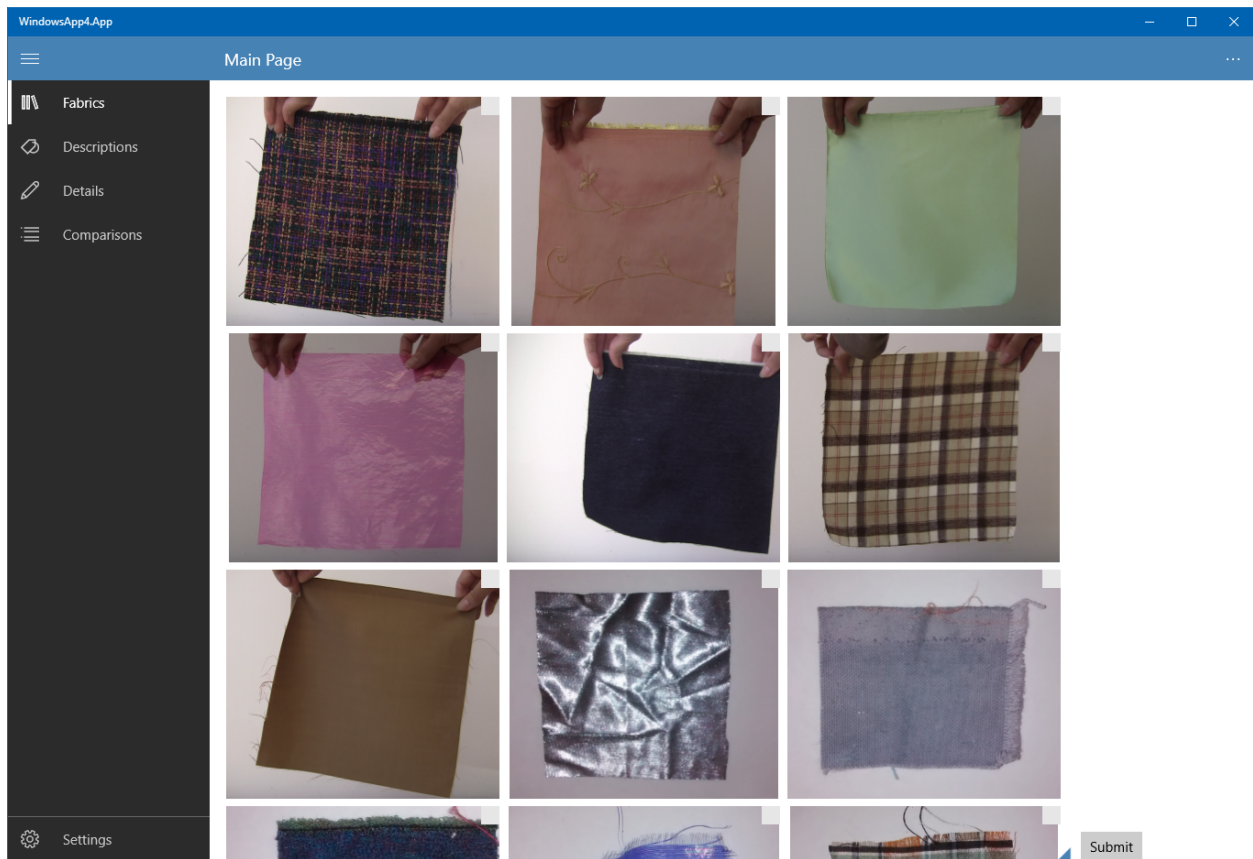 WindowsApp4.App
Main Page
Fabrics
Descriptions
Details
Comparisons
Settings
Submit